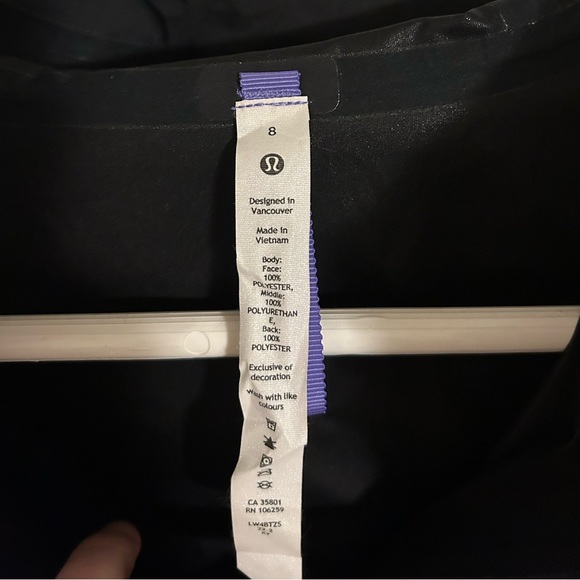 8
Designed in
Vancouver
Made in
Vietnam
Body:
Face:
100%
POLYESTER,
Middle:
100%
POLYURETHAN
E,
Back:
100%
POLYESTER
Exclusive of
decoration
Wash with like
colours
CA 35801
RN 106259
LW4BTZS